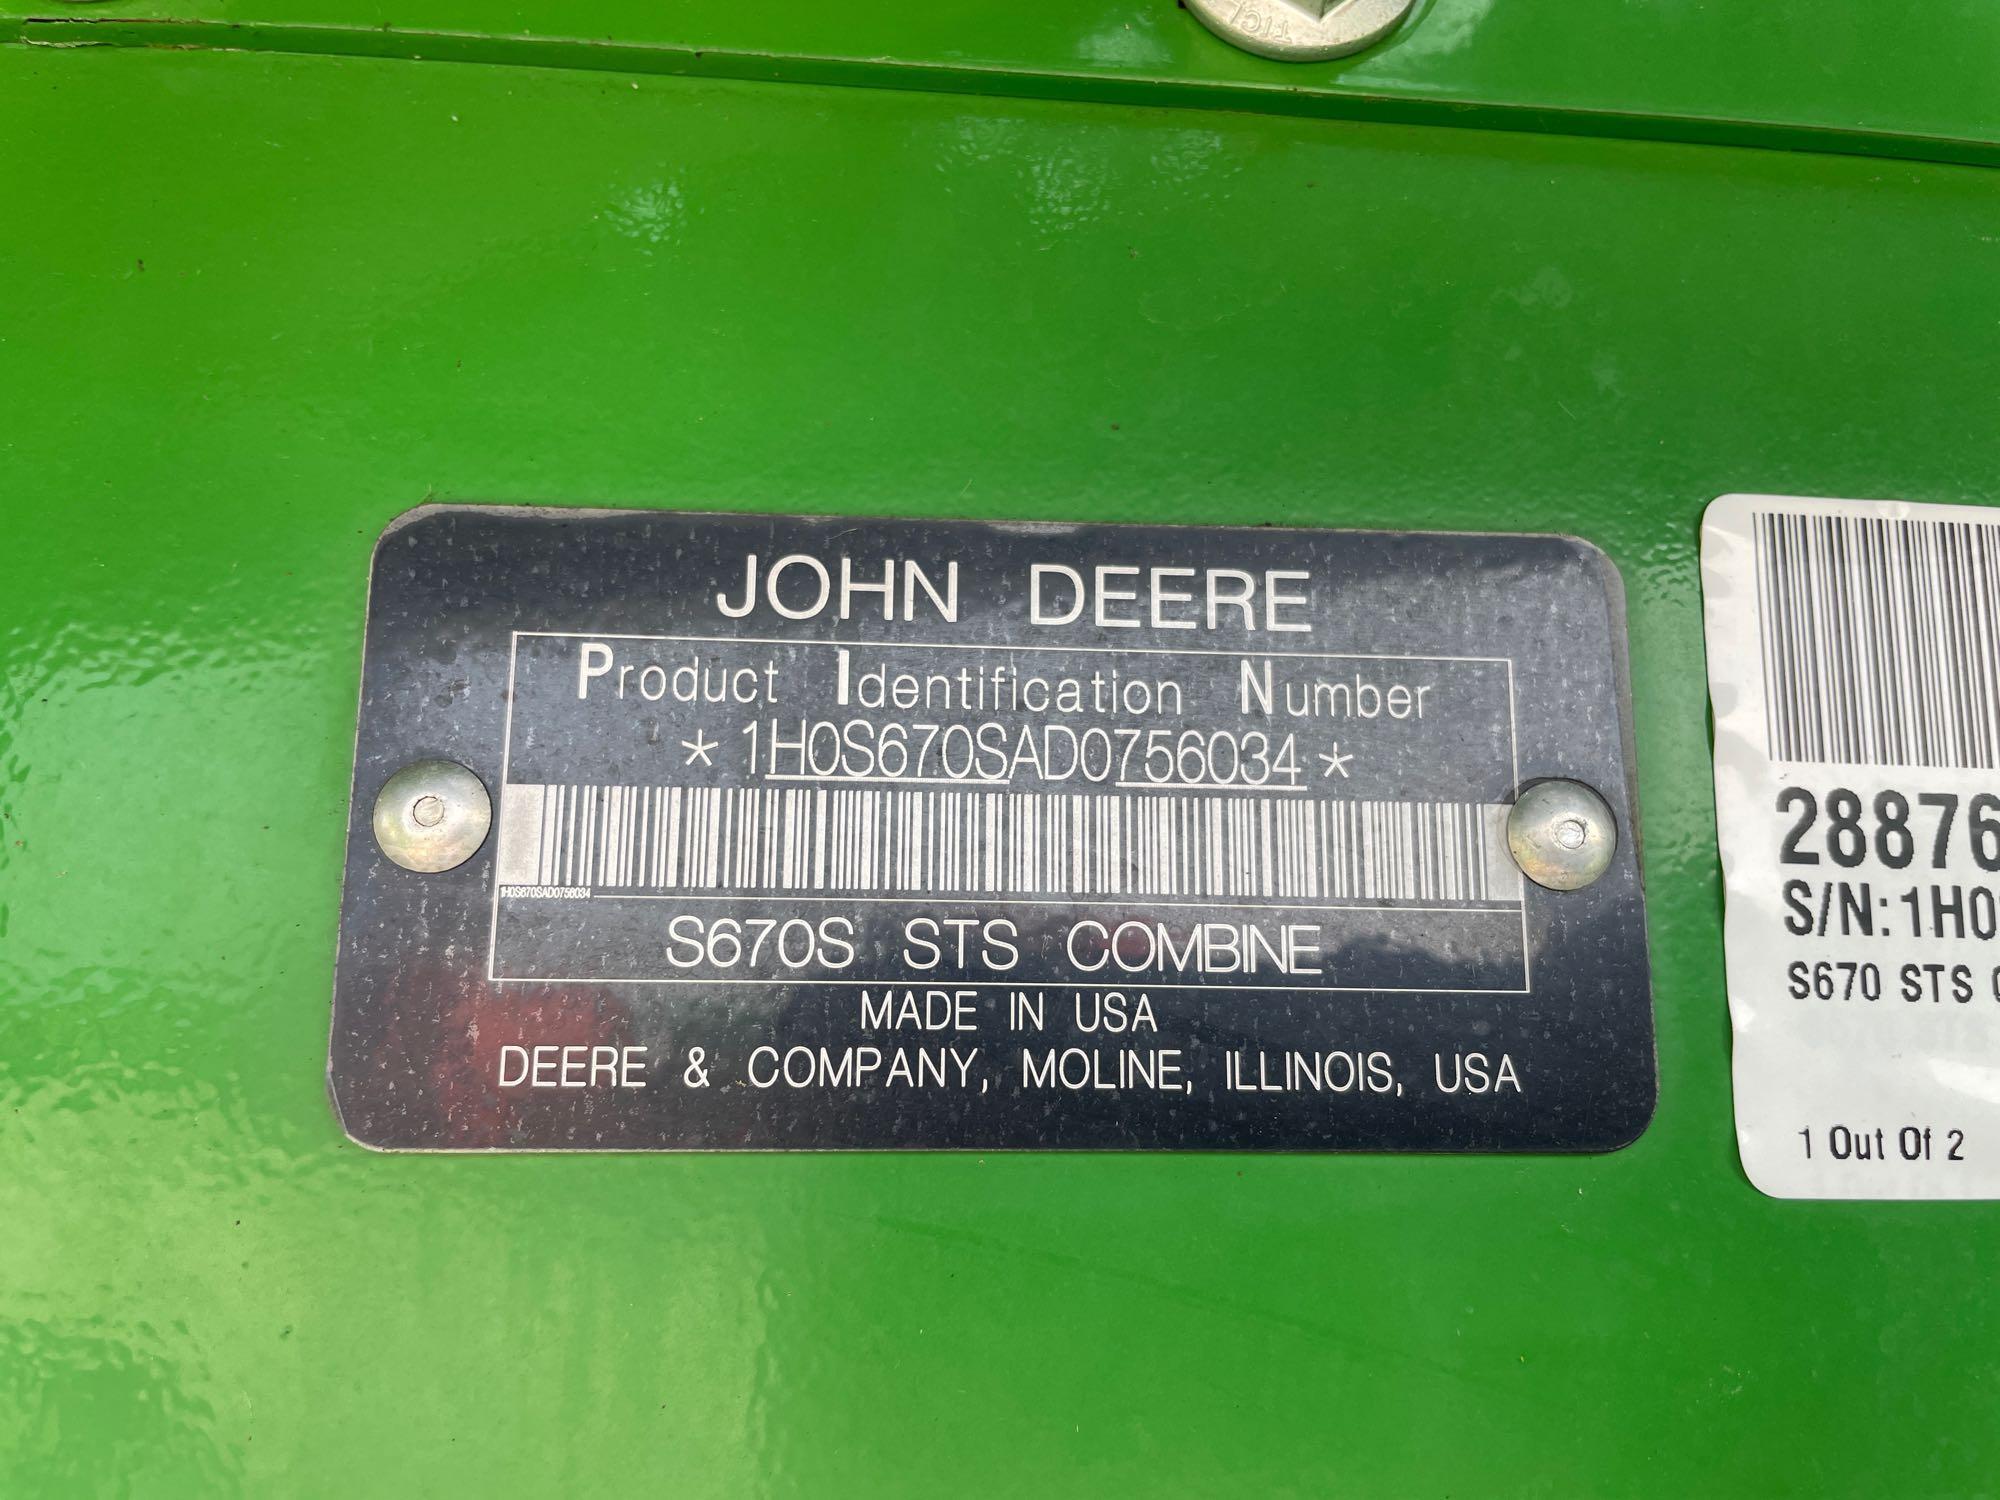 TICL
JOHN DEERE
Product Identification Number
*1H0S670SAD0756034*
1H0S670SAD0756034
S670S STS COMBINE
MADE IN USA
DEERE & COMPANY, MOLINE, ILLINOIS, USA
28876
S/N:1H0
S670 STS
1 Out Of 2